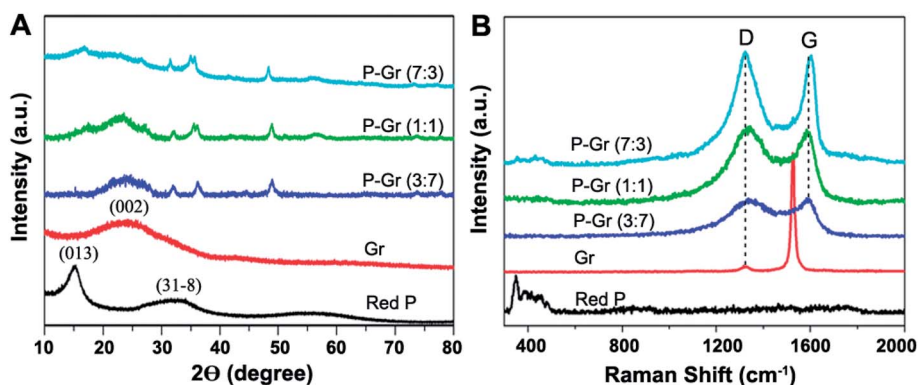 A
Intensity (a.u.)
P-Gr (7:3)
P-Gr (1:1)
P-Gr (3:7)
(002)
Gr
(013)
(31-8)
Red P
10 20 30 40 50 60 70 80
2Θ (degree)
B
Intensity (a.u.)
D G
P-Gr (7:3)
P-Gr (1:1)
P-Gr (3:7)
Gr
Red P
400 800 1200 1600 2000
Raman Shift (cm⁻¹)